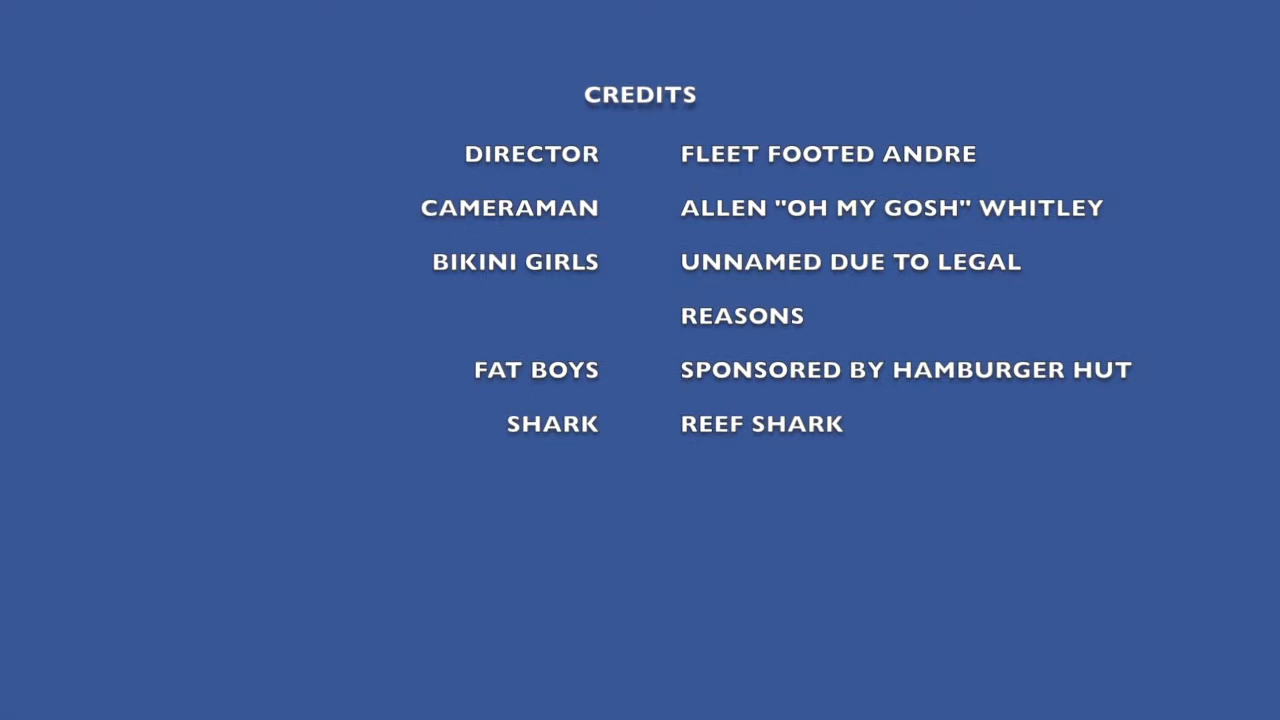 CREDITS
DIRECTOR FLEET FOOTED ANDRE
CAMERAMAN ALLEN "OH MY GOSH" WHITLEY
BIKINI GIRLS UNNAMED DUE TO LEGAL
REASONS
FAT BOYS SPONSORED BY HAMBURGER HUT
SHARK REEF SHARK